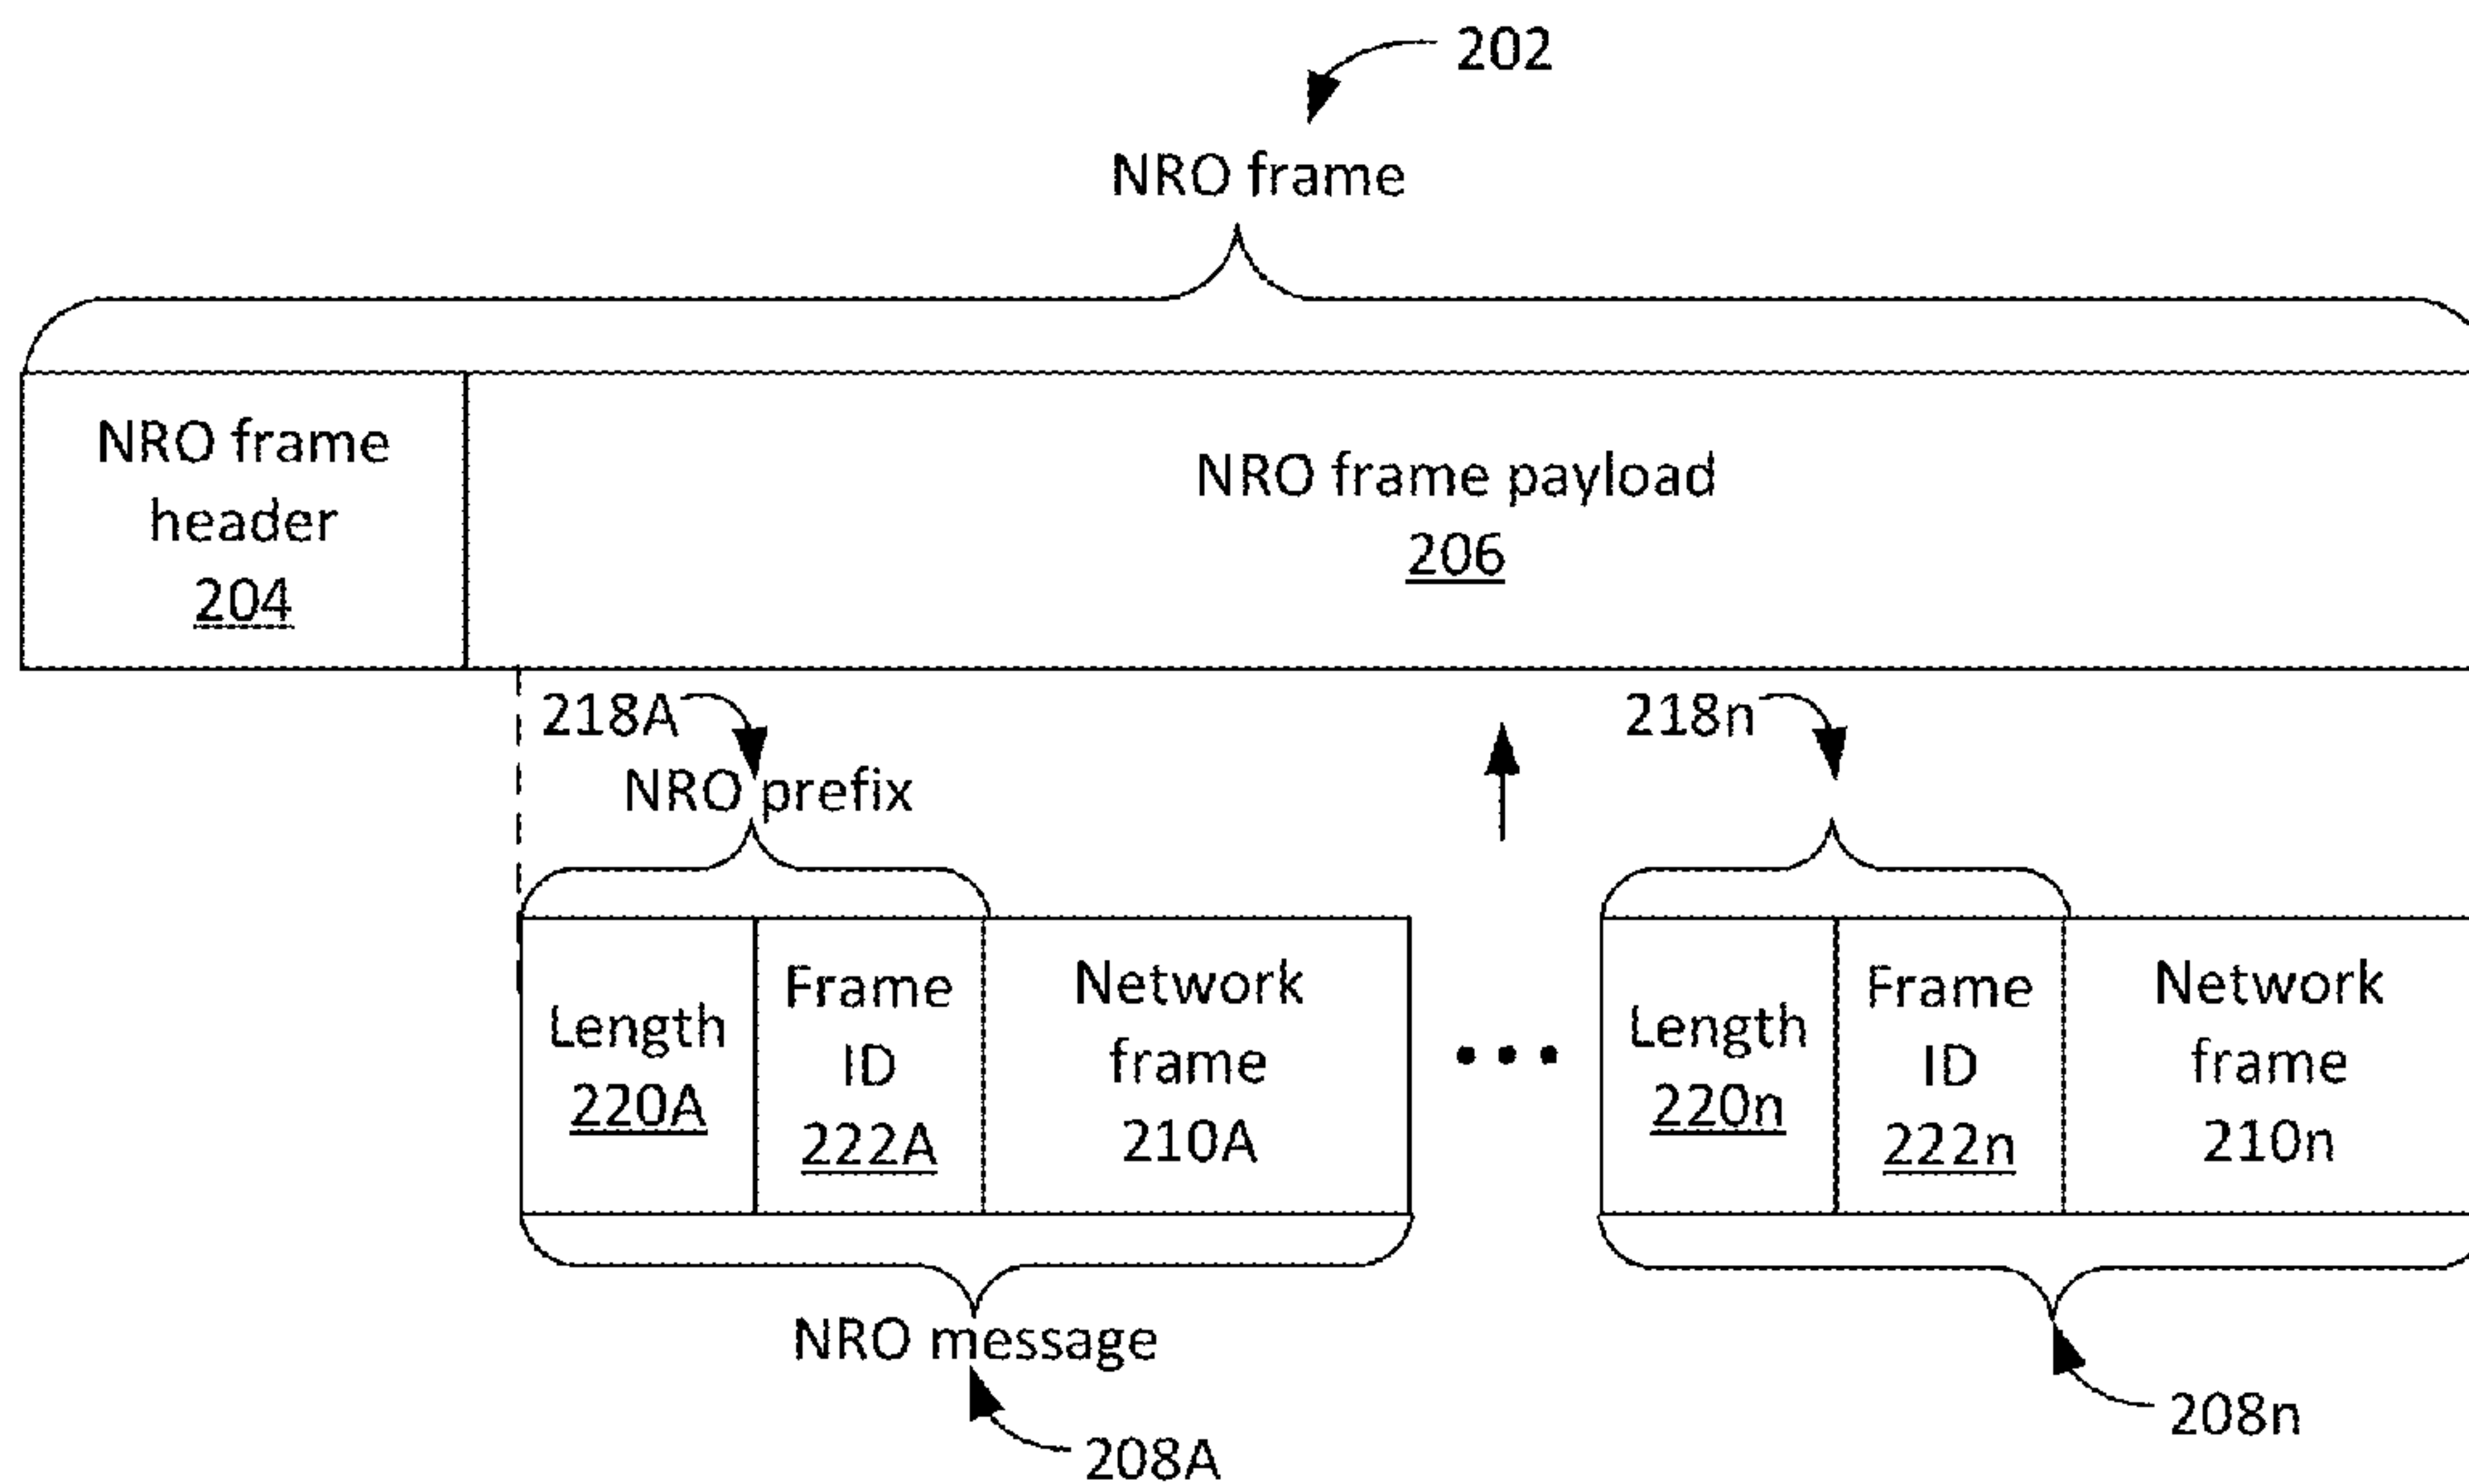 202
NRO frame
NRO frame
header
204
NRO frame payload
206
218A
218n
NRO prefix
Length
220A
Frame
ID
222A
Network
frame
210A
•••
Length
220n
Frame
ID
222n
Network
frame
210n
NRO message
208A
208n